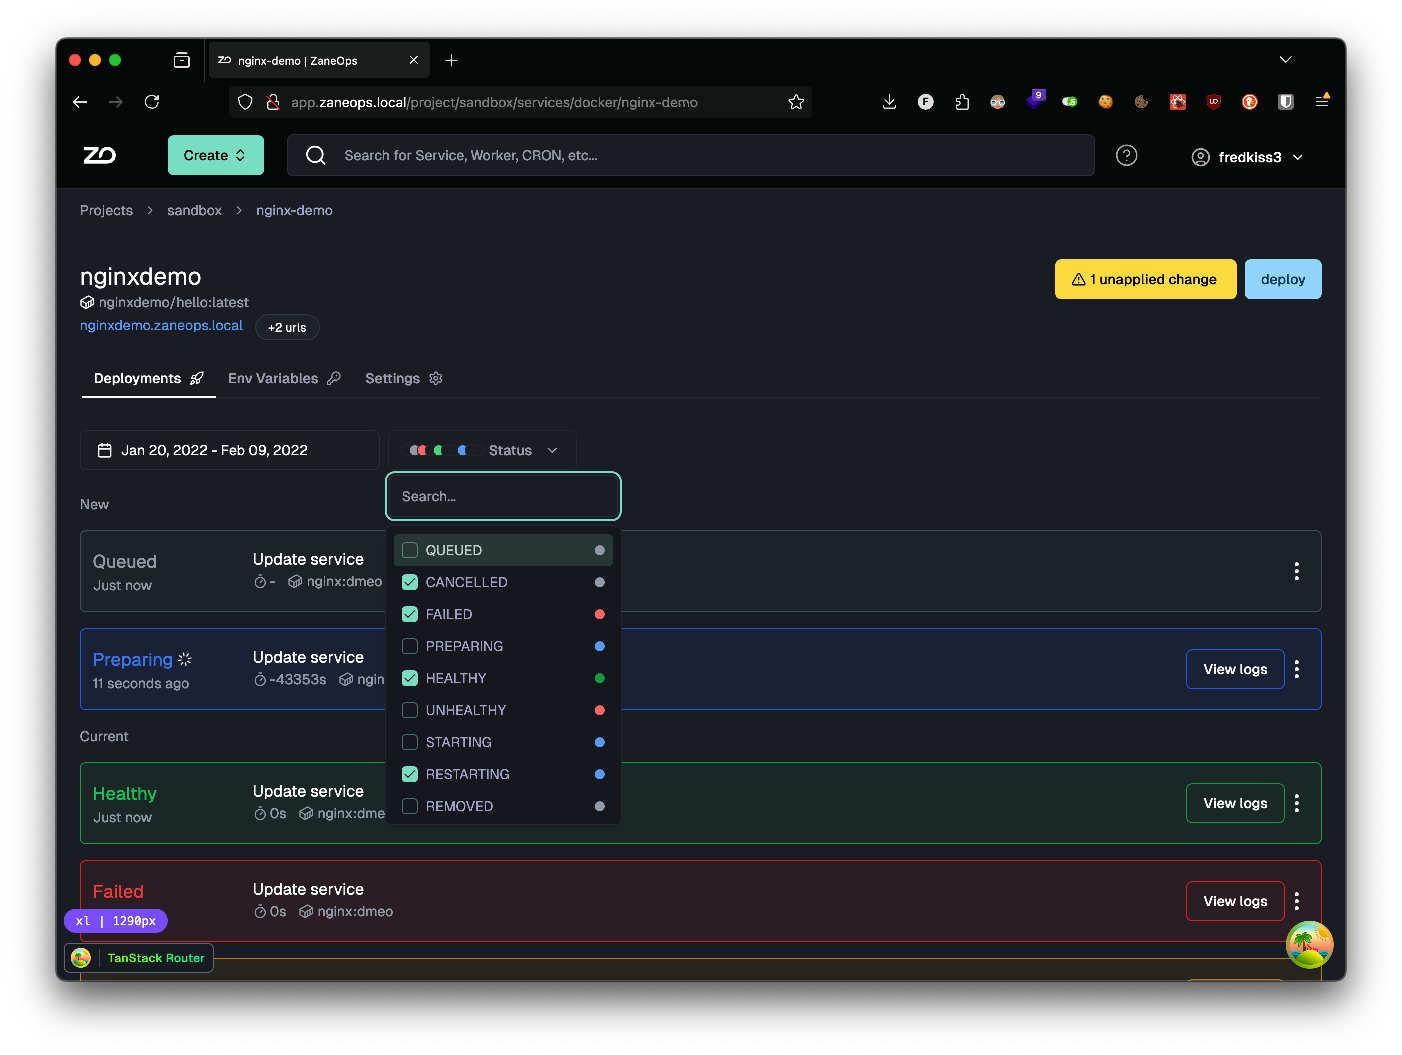 nginx-demo | ZaneOps
app.zaneops.local/project/sandbox/services/docker/nginx-demo
9
ZO
Create
Search for Service, Worker, CRON, etc...
fredkiss3
Projects > sandbox > nginx-demo
nginxdemo
1 unapplied change
deploy
nginxdemo/hello:latest
nginxdemo.zaneops.local
+2 urls
Deployments
Env Variables
Settings
Jan 20, 2022 - Feb 09, 2022
Status
Search...
New
QUEUED
CANCELLED
FAILED
PREPARING
HEALTHY
UNHEALTHY
STARTING
RESTARTING
REMOVED
Queued
Just now
Update service
- nginx:dmeo
Preparing
11 seconds ago
Update service
-43353s ngin
View logs
Current
Healthy
Just now
Update service
0s nginx:dme
View logs
Failed
Update service
0s nginx:dmeo
View logs
xl | 1290px
TanStack Router